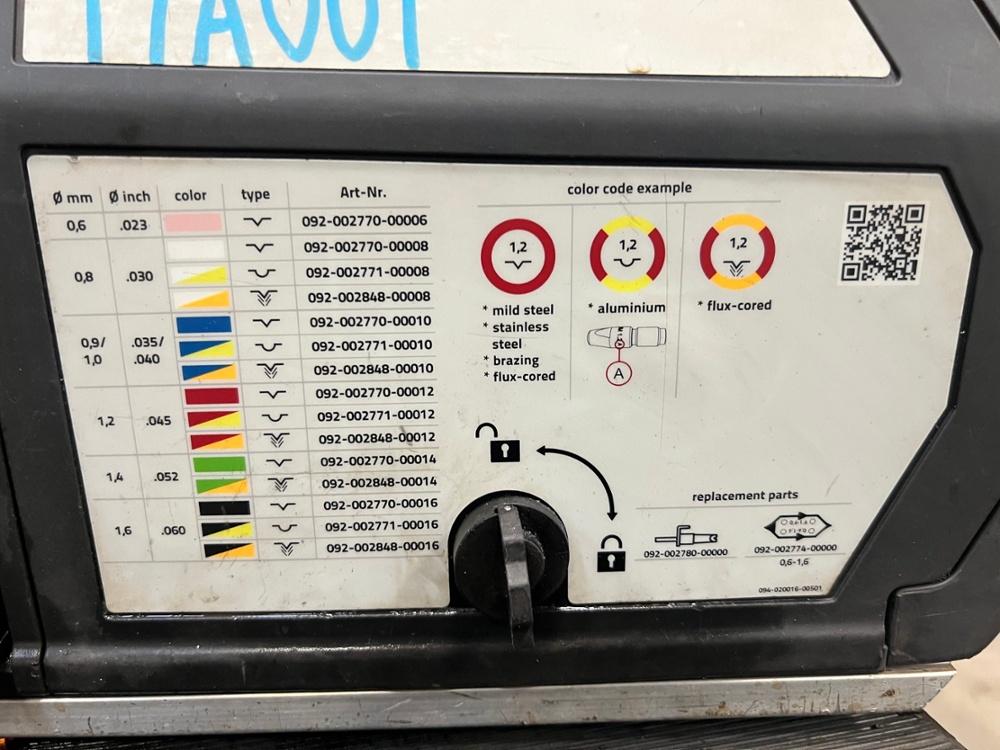 Ø mm Ø inch color type Art-Nr.
0,6 .023 092-002770-00006
092-002770-00008
0,8 .030 092-002771-00008
092-002848-00008
092-002770-00010
0,9/ 1,0 .035/ .040 092-002771-00010
092-002848-00010
092-002770-00012
1,2 .045 092-002771-00012
092-002848-00012
1,4 .052 092-002770-00014
092-002848-00014
092-002770-00016
1,6 .060 092-002771-00016
092-002848-00016
color code example
1,2
* mild steel
* stainless
steel
* brazing
* flux-cored
1,2
* aluminium
A
1,2
* flux-cored
replacement parts
092-002780-00000
092-002774-00000
0,6-1,6
094-020016-00501